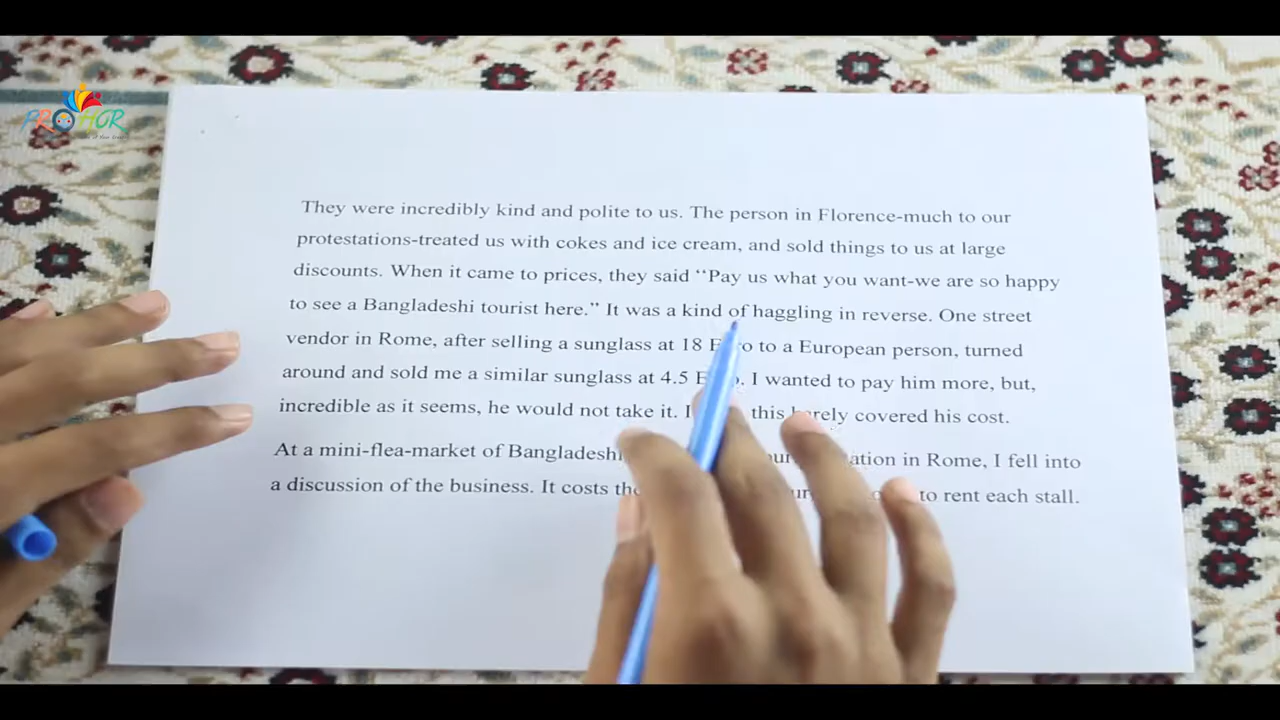 PROHOR
They were incredibly kind and polite to us. The person in Florence-much to our
protestations-treated us with cokes and ice cream, and sold things to us at large
discounts. When it came to prices, they said “Pay us what you want-we are so happy
to see a Bangladeshi tourist here.” It was a kind of haggling in reverse. One street
vendor in Rome, after selling a sunglass at 18 to a European person, turned
around and sold me a similar sunglass at 4.5 I wanted to pay him more, but,
incredible as it seems, he would not take it. this barely covered his cost.
At a mini-flea-market of Bangladeshi in Rome, I fell into
a discussion of the business. It costs to rent each stall.